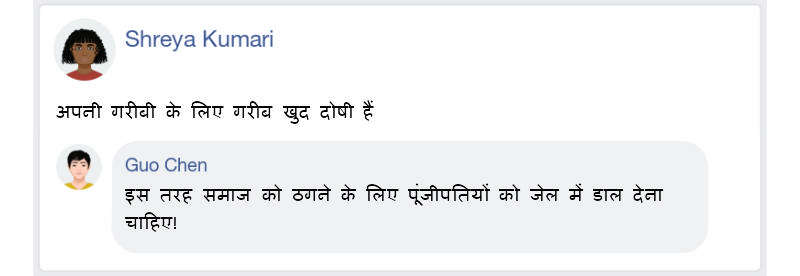 Shreya Kumari
अपनी गरीबी के लिए गरीब खुद दोषी हैं
Guo Chen
इस तरह समाज को ठगने के लिए पूंजीपतियों को जेल में डाल देना
चाहिए!